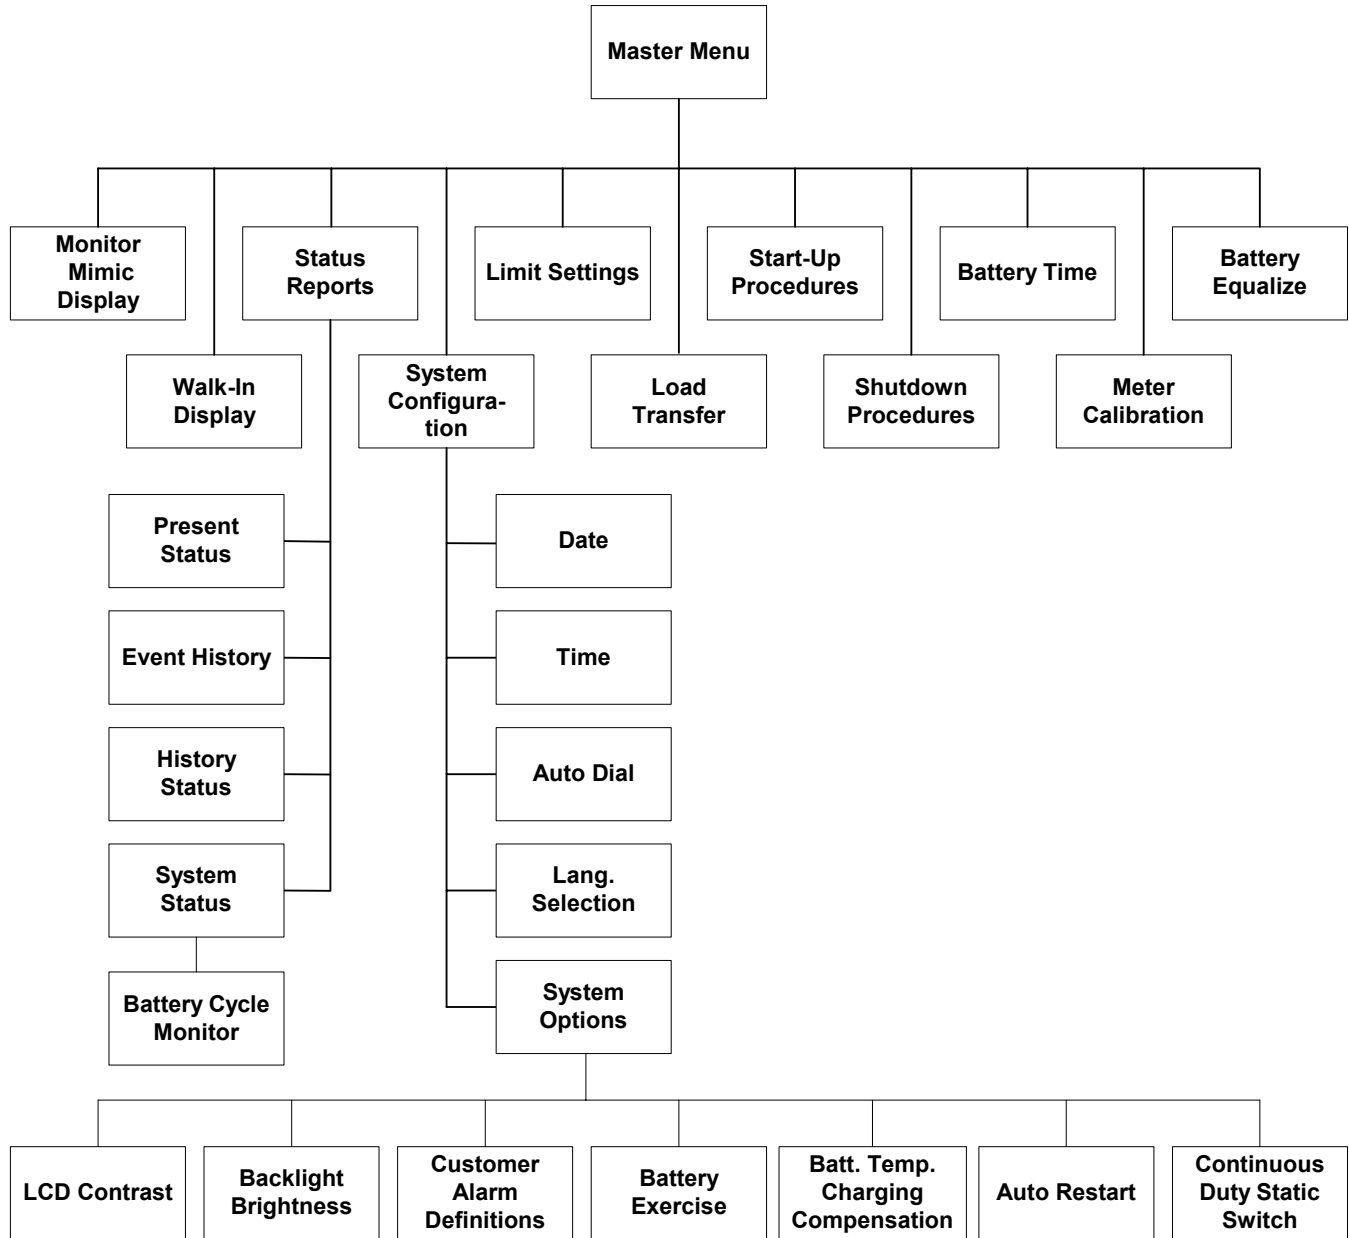 Master Menu
Monitor
Mimic
Display
Status
Reports
Limit Settings
Start-Up
Procedures
Battery Time
Battery
Equalize
Walk-In
Display
System
Configura-
tion
Load
Transfer
Shutdown
Procedures
Meter
Calibration
Present
Status
Date
Event History
Time
History
Status
Auto Dial
System
Status
Lang.
Selection
Battery Cycle
Monitor
System
Options
LCD Contrast
Backlight
Brightness
Customer
Alarm
Definitions
Battery
Exercise
Batt. Temp.
Charging
Compensation
Auto Restart
Continuous
Duty Static
Switch